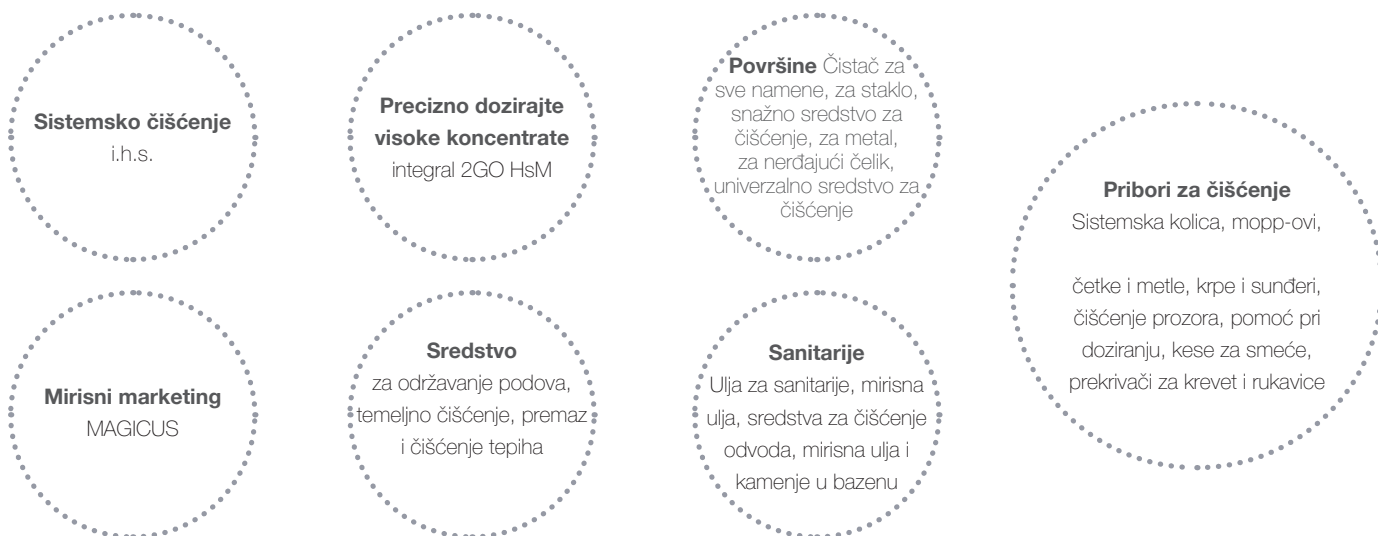 Sistemsko čišćenje
i.h.s.
Precizno dozirajte
visoke koncentrate
integral 2GO HsM
Površine Čistač za
sve namene, za staklo,
snažno sredstvo za
čišćenje, za metal,
za nerđajući čelik,
univerzalno sredstvo za
čišćenje
Pribori za čišćenje
Sistemska kolica, mopp-ovi,
četke i metle, krpe i sunđeri,
čišćenje prozora, pomoć pri
doziranju, kese za smeće,
prekrivači za krevet i rukavice
Mirisni marketing
MAGICUS
Sredstvo
za održavanje podova,
temeljno čišćenje, premaz
i čišćenje tepiha
Sanitarije
Ulja za sanitarije, mirisna
ulja, sredstva za čišćenje
odvoda, mirisna ulja i
kamenje u bazenu